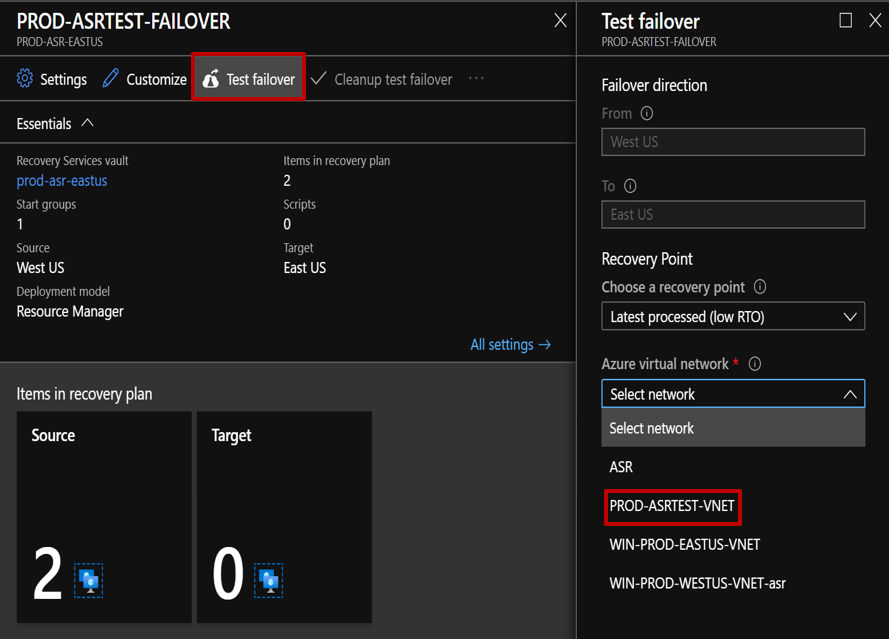 PROD-ASRTEST-FAILOVER
PROD-ASR-EASTUS
Settings Customize Test failover Cleanup test failover ...
Essentials
Recovery Services vault Items in recovery plan
prod-asr-eastus 2
Start groups Scripts
1 0
Source Target
West US East US
Deployment model
Resource Manager
All settings →
Items in recovery plan
Source Target
2 0
Test failover
PROD-ASRTEST-FAILOVER
Failover direction
From
West US
To
East US
Recovery Point
Choose a recovery point
Latest processed (low RTO)
Azure virtual network *
Select network
Select network
ASR
PROD-ASRTEST-VNET
WIN-PROD-EASTUS-VNET
WIN-PROD-WESTUS-VNET-asr